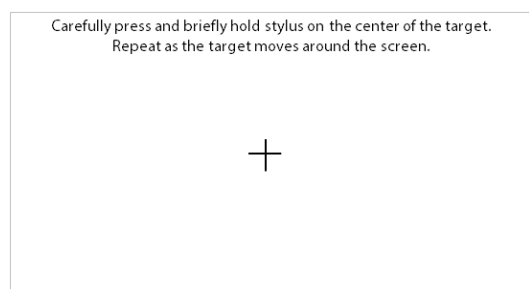 Carefully press and briefly hold stylus on the center of the target.
Repeat as the target moves around the screen.